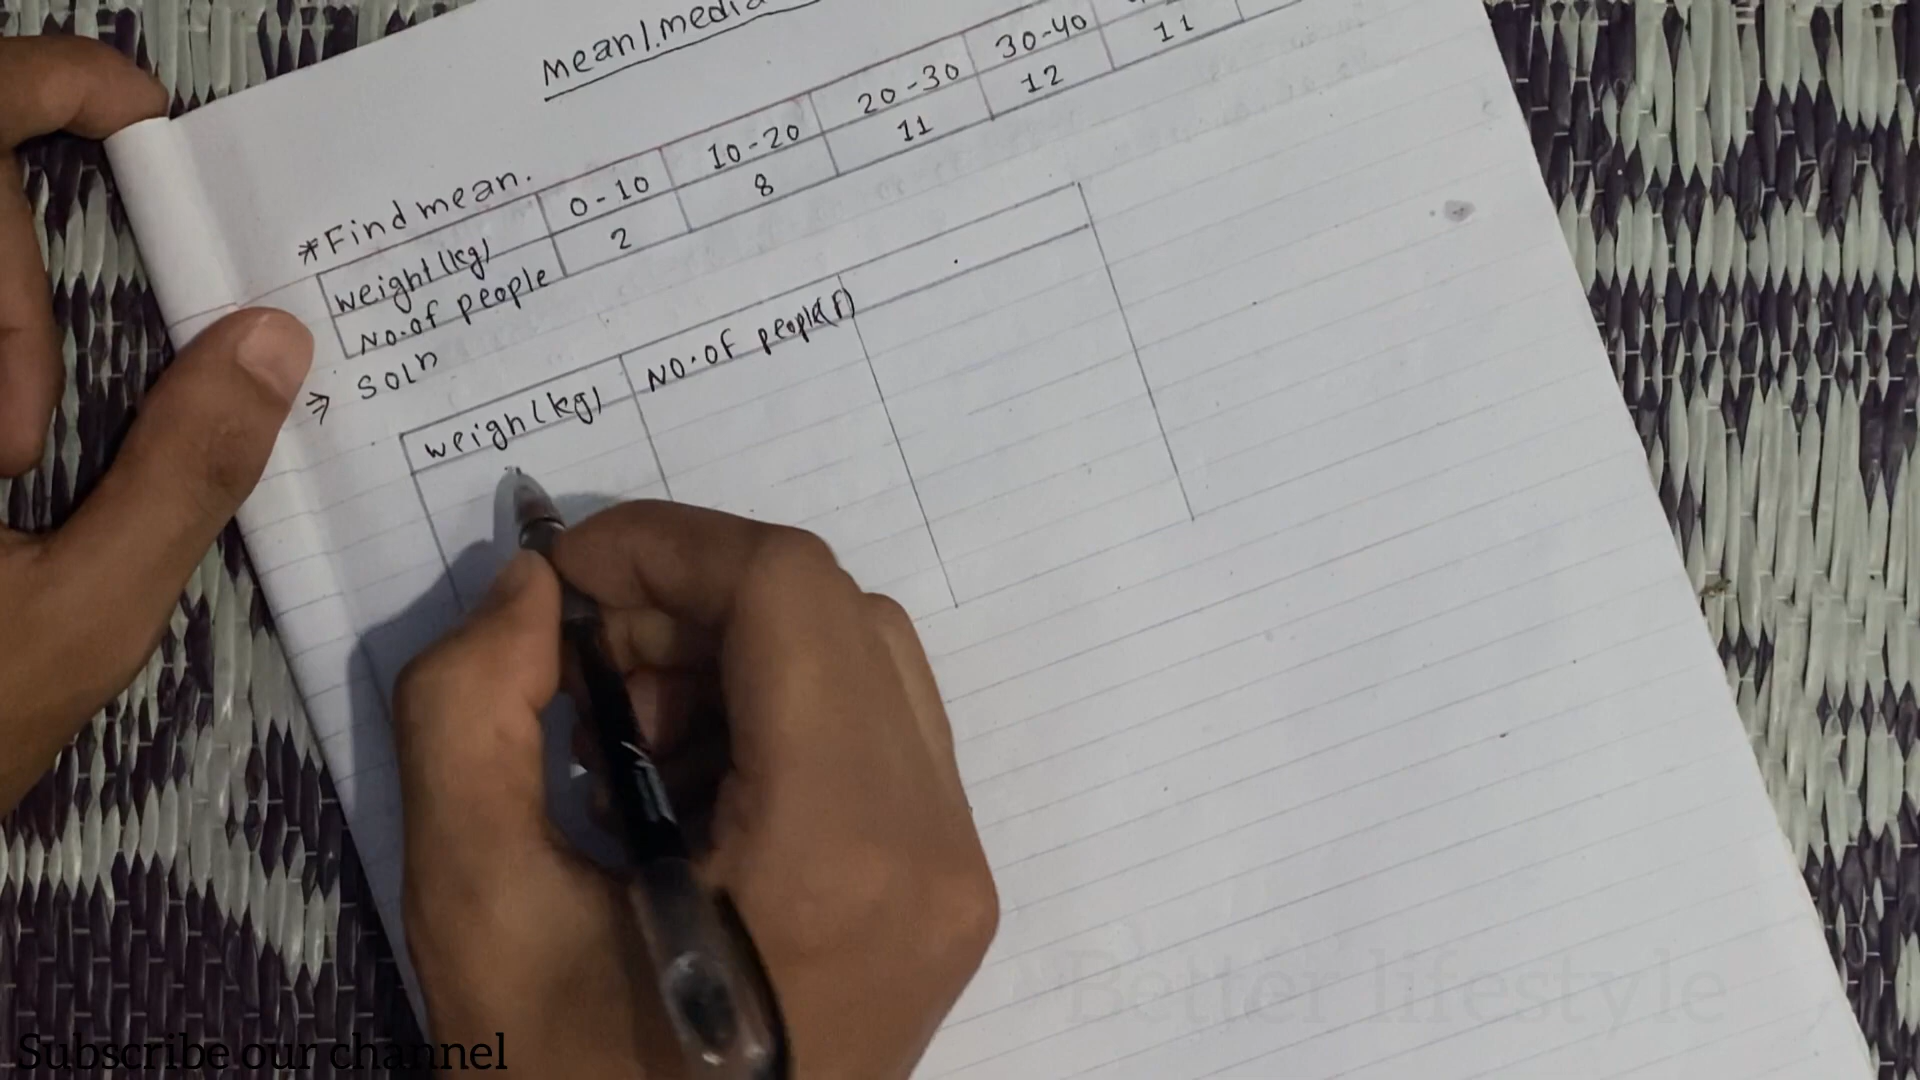 mean/.media
*Find mean.
weight(kg) 0-10 10-20 20-30 30-40
No.of people 2 8 11 12 11
⇒ soln
weigh(kg) No.of people(f)
Better lifestyle
Subscribe our channel